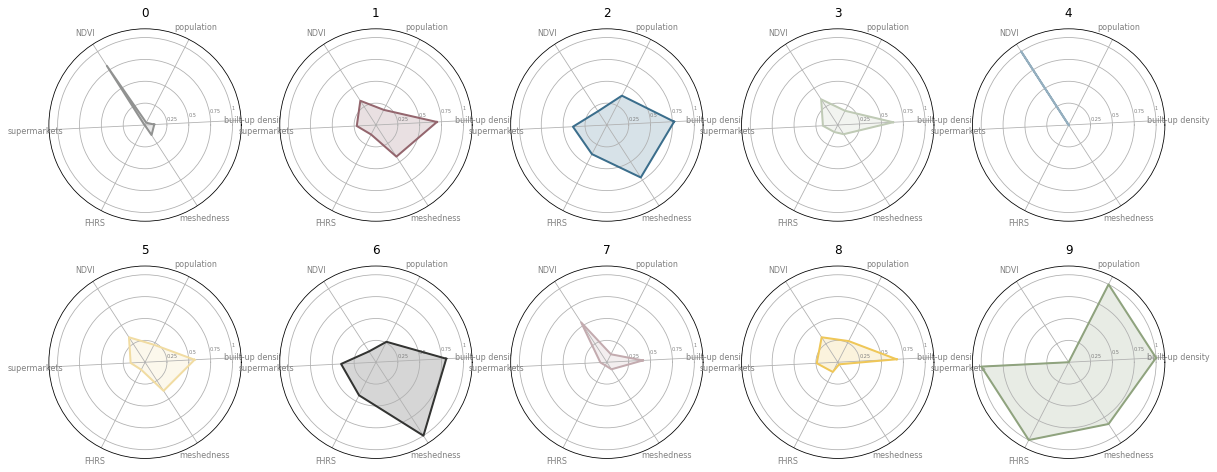 0 1 2 3 4
NDVI population NDVI population NDVI population NDVI population NDVI population
0.25 0.5 0.75 1 0.25 0.5 0.75 1 0.25 0.5 0.75 1 0.25 0.5 0.75 1 0.25 0.5 0.75 1
supermarkets built-up densi supermarkets built-up densi supermarkets built-up densi supermarkets built-up densi supermarkets built-up density
FHRS meshedness FHRS meshedness FHRS meshedness FHRS meshedness FHRS meshedness
5 6 7 8 9
NDVI population NDVI population NDVI population NDVI population NDVI population
0.25 0.5 0.75 1 0.25 0.5 0.75 1 0.25 0.5 0.75 1 0.25 0.5 0.75 1 0.25 0.5 0.75 1
supermarkets built-up densi supermarkets built-up densi supermarkets built-up densi supermarkets built-up densi supermarkets built-up density
FHRS meshedness FHRS meshedness FHRS meshedness FHRS meshedness FHRS meshedness